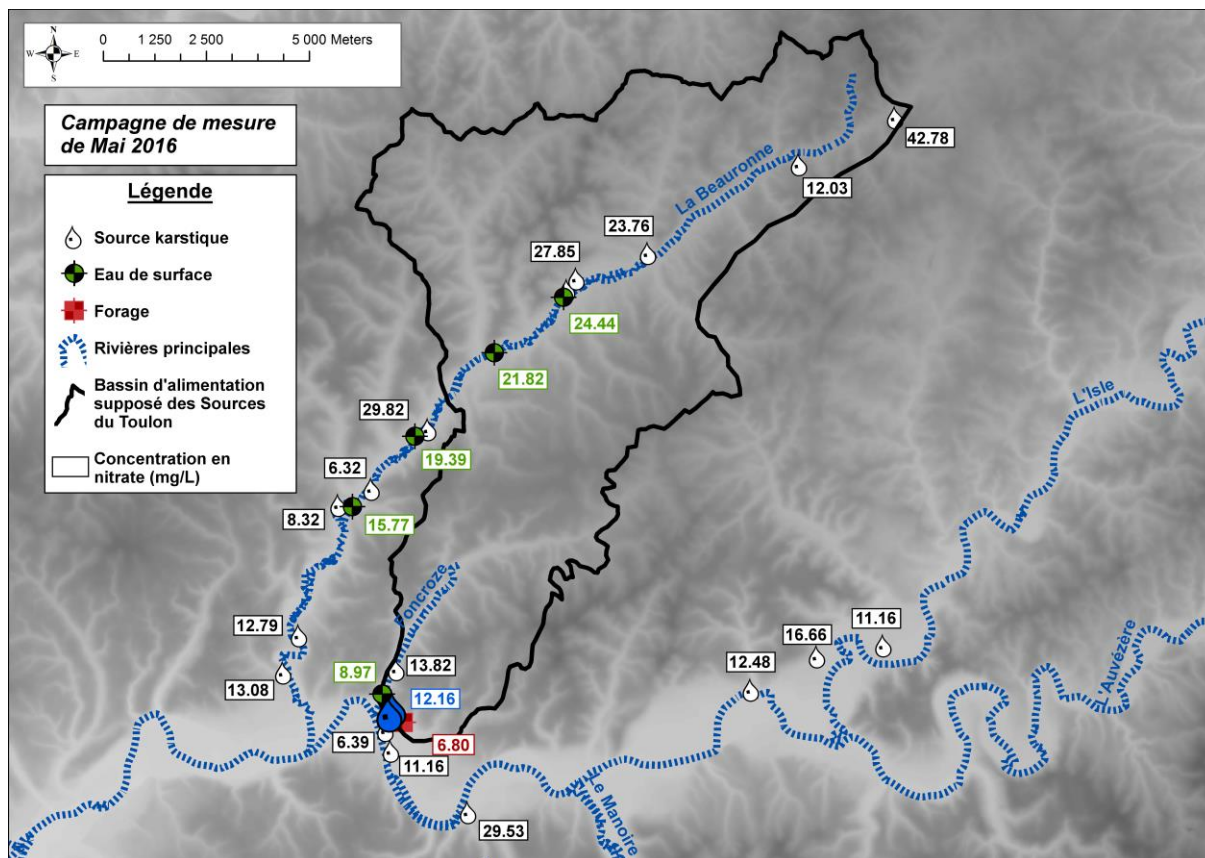 N
W E
S
0 1 250 2 500 5 000 Meters
Campagne de mesure
de Mai 2016
Légende
Source karstique
Eau de surface
Forage
Rivières principales
Bassin d'alimentation
supposé des Sources
du Toulon
Concentration en
nitrate (mg/L)
42.78
12.03
La Beauronne
23.76
27.85
24.44
21.82
29.82
19.39
6.32
8.32
15.77
L'Isle
Foncroze
12.79
13.08
8.97
13.82
12.16
6.80
6.39
11.16
29.53
12.48
16.66
11.16
L'Auvézère
Le Manoire